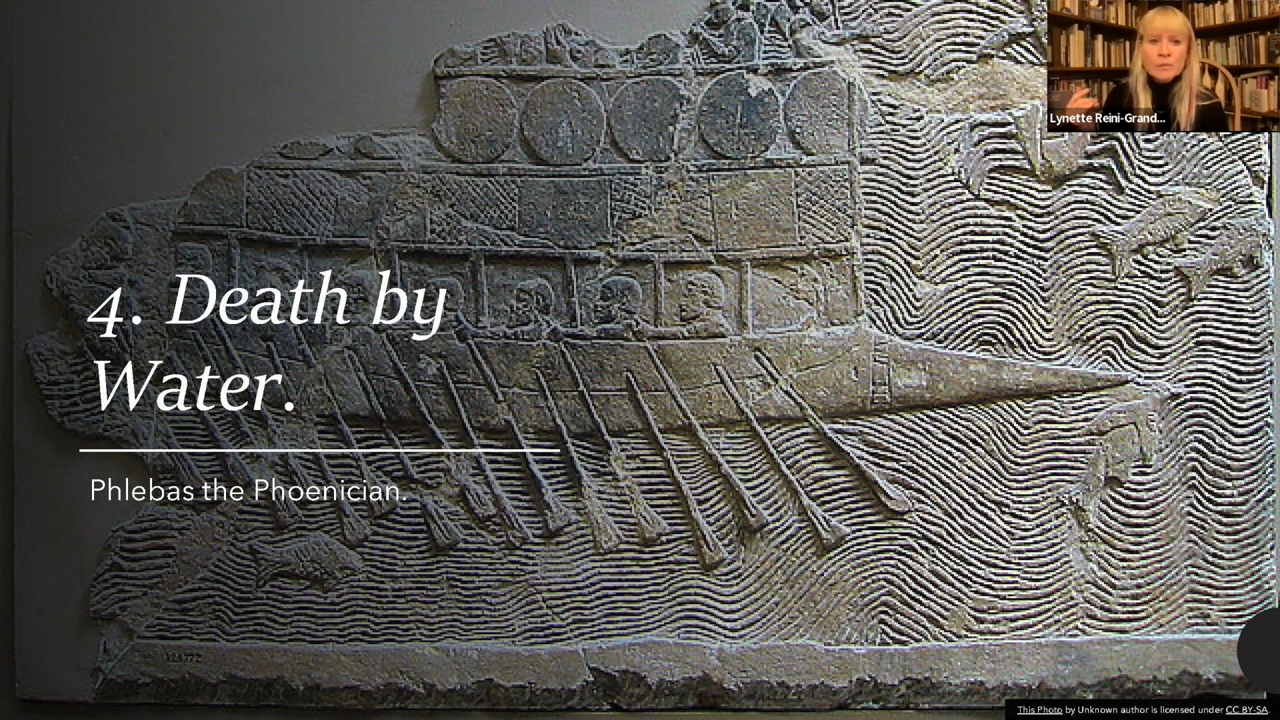 Lynette Reini-Grand...
4. Death by
Water.
Phlebas the Phoenician.
This Photo by Unknown author is licensed under CC BY-SA.